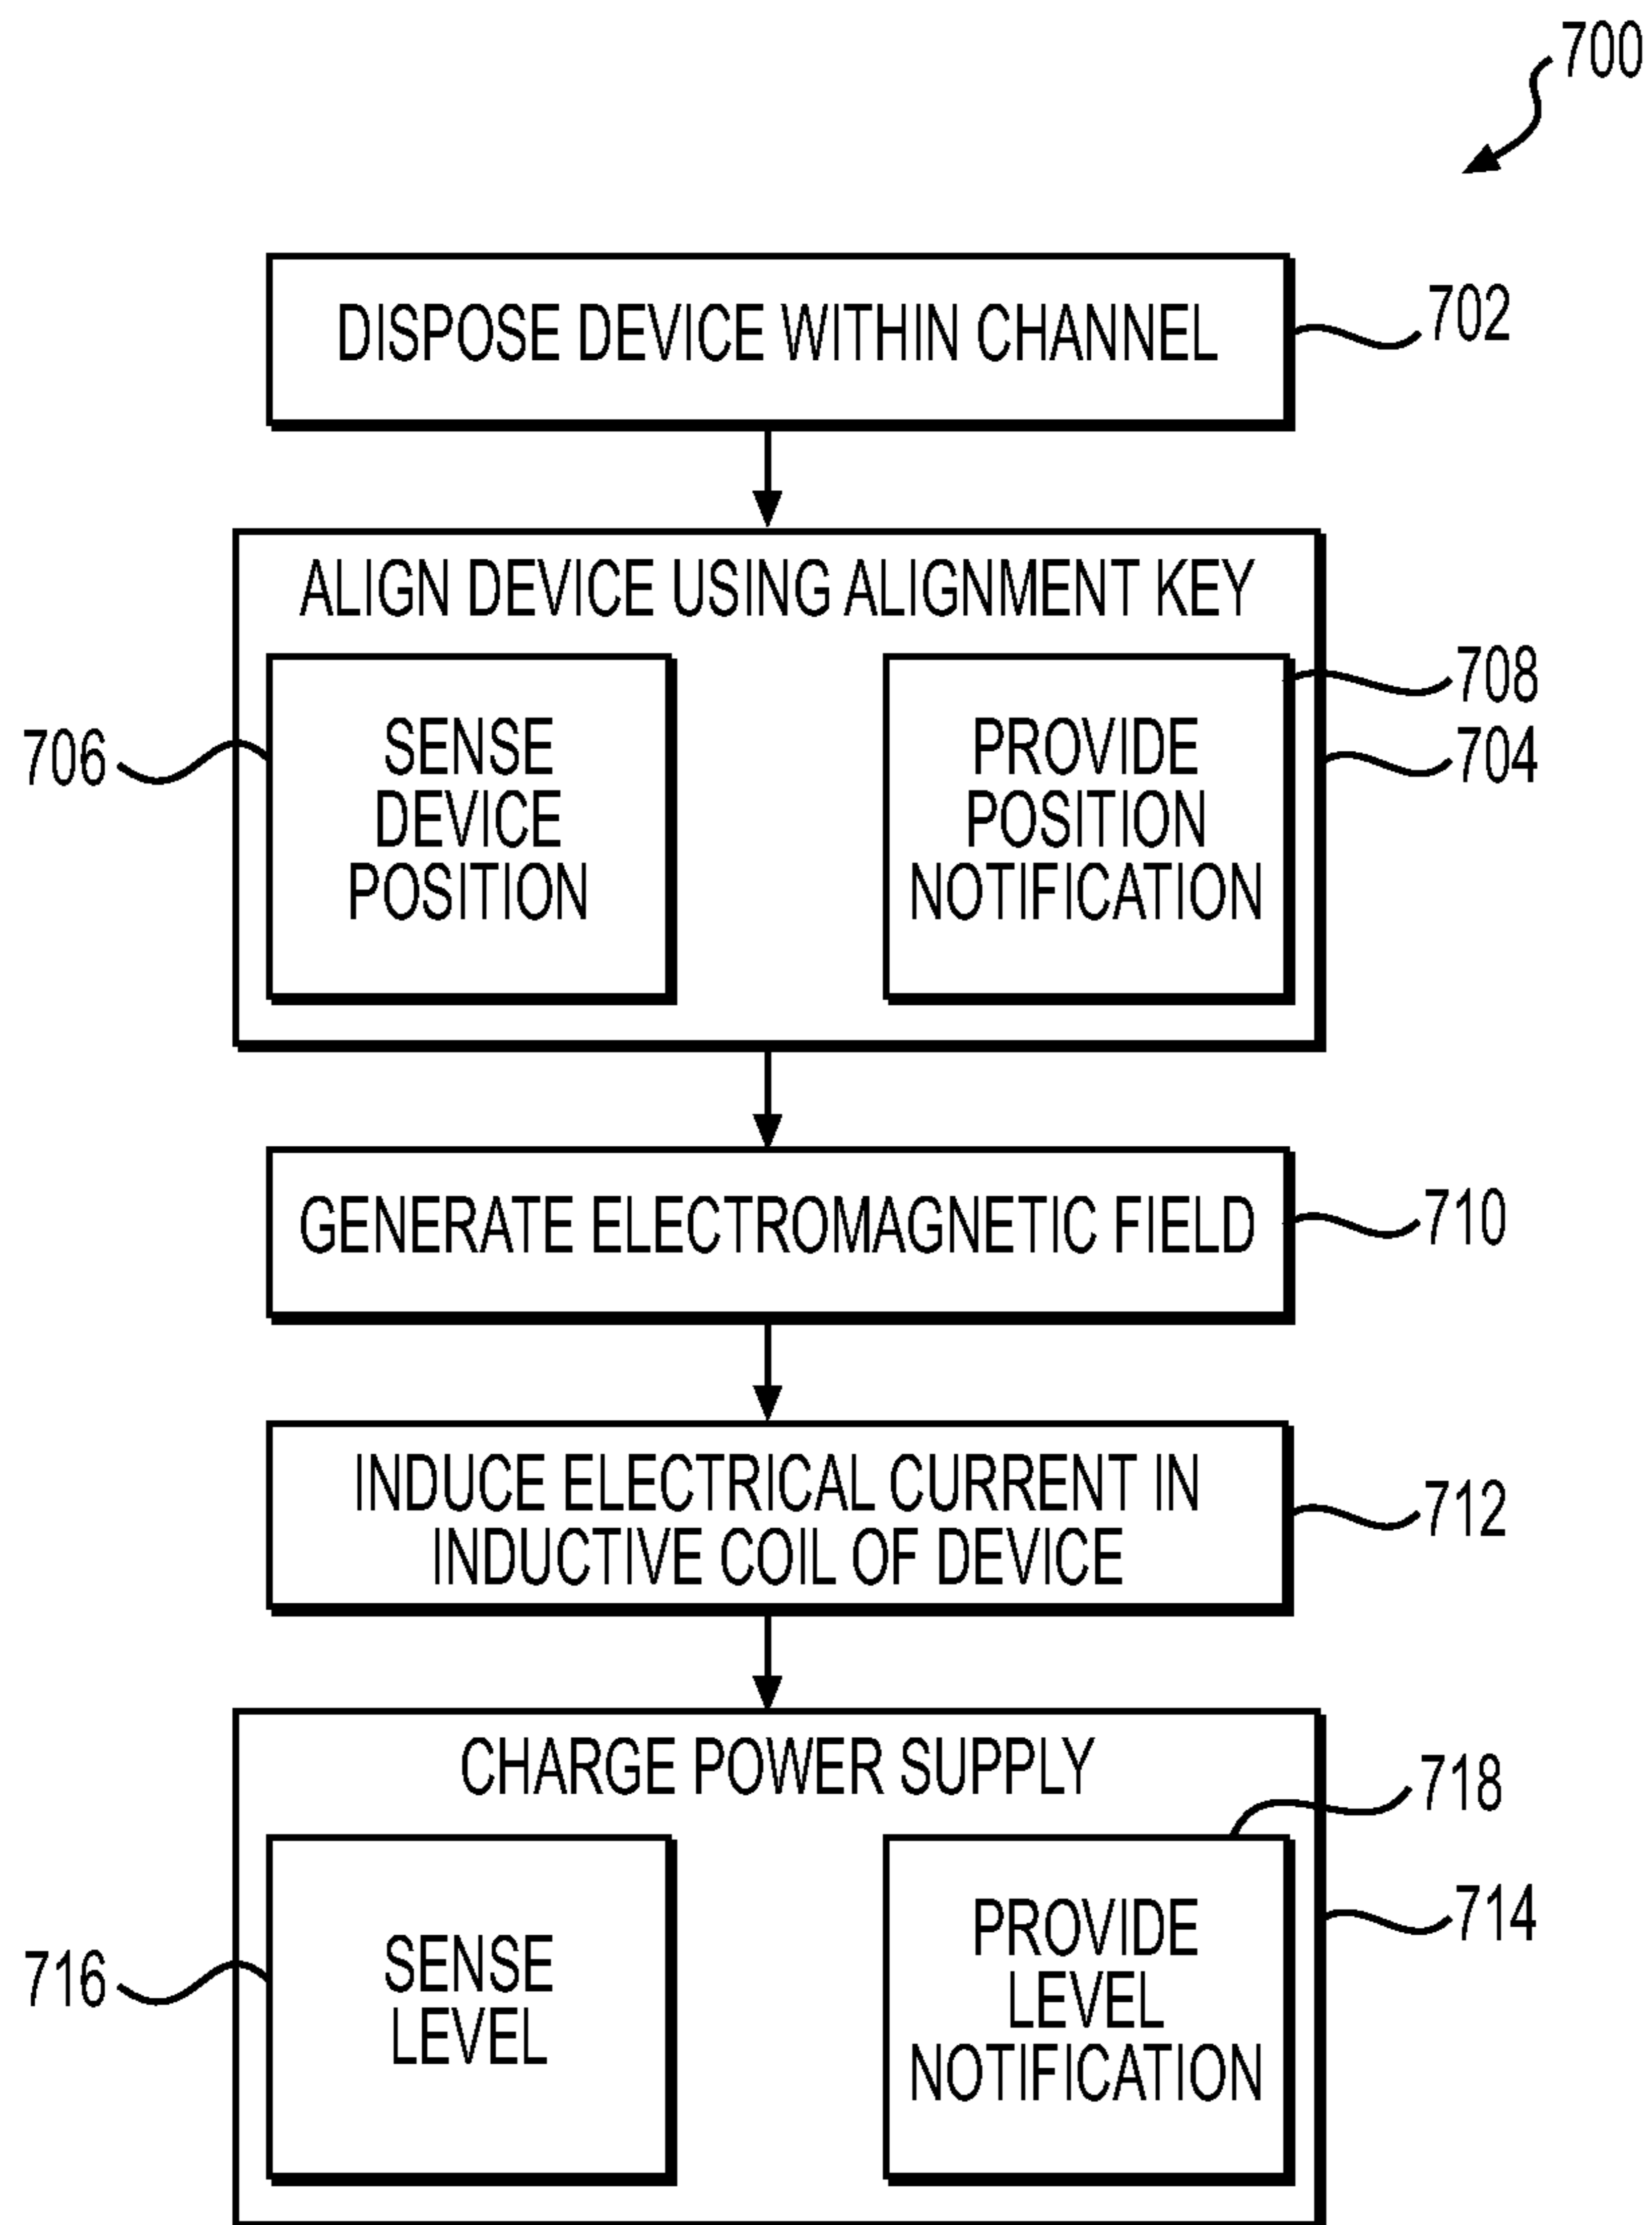 700
DISPOSE DEVICE WITHIN CHANNEL
702
ALIGN DEVICE USING ALIGNMENT KEY
706
SENSE
DEVICE
POSITION
PROVIDE
POSITION
NOTIFICATION
708
704
GENERATE ELECTROMAGNETIC FIELD
710
INDUCE ELECTRICAL CURRENT IN
INDUCTIVE COIL OF DEVICE
712
CHARGE POWER SUPPLY
718
716
SENSE
LEVEL
PROVIDE
LEVEL
NOTIFICATION
714